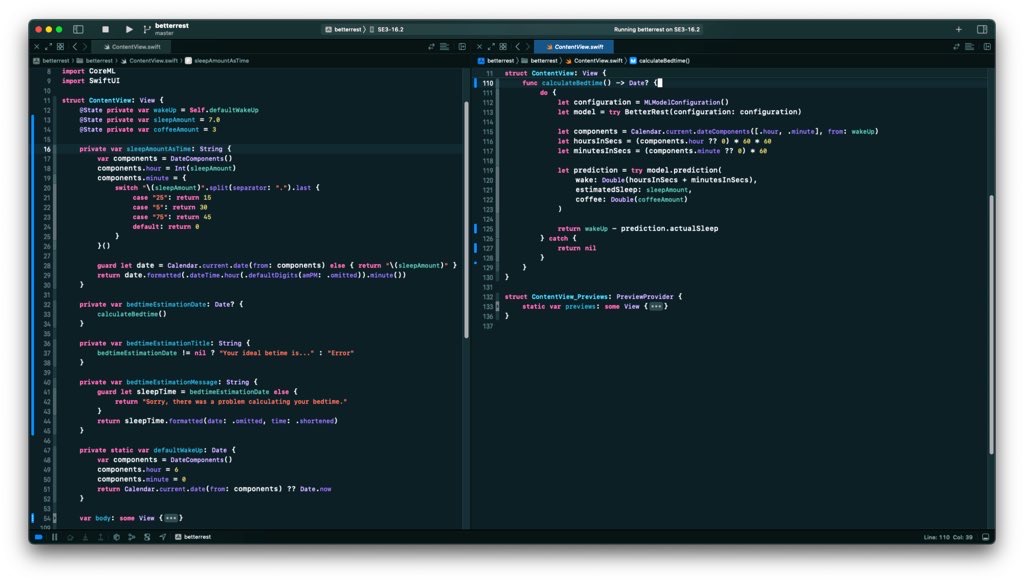 betterrest
master
betterrest 〉 SE3-16.2
Running betterrest on SE3-16.2
ContentView.swift
ContentView.swift
betterrest 〉 betterrest 〉 ContentView.swift 〉 sleepAmountAsTime
8 import CoreML
9 import SwiftUI
10
11 struct ContentView: View {
12 @State private var wakeUp = Self.defaultWakeUp
13 @State private var sleepAmount = 7.0
14 @State private var coffeeAmount = 3
15
16 private var sleepAmountAsTime: String {
17 var components = DateComponents()
18 components.hour = Int(sleepAmount)
19 components.minute = {
20 switch "\(sleepAmount)".split(separator: ".").last {
21 case "25": return 15
22 case "5": return 30
23 case "75": return 45
24 default: return 0
25 }
26 }()
27
28 guard let date = Calendar.current.date(from: components) else { return "\(sleepAmount)" }
29 return date.formatted(.dateTime.hour(.defaultDigits(amPM: .omitted)).minute())
30 }
31
32 private var bedtimeEstimationDate: Date? {
33 calculateBedtime()
34 }
35
36 private var bedtimeEstimationTitle: String {
37 bedtimeEstimationDate != nil ? "Your ideal betime is..." : "Error"
38 }
39
40 private var bedtimeEstimationMessage: String {
41 guard let sleepTime = bedtimeEstimationDate else {
42 return "Sorry, there was a problem calculating your bedtime."
43 }
44 return sleepTime.formatted(date: .omitted, time: .shortened)
45 }
46
47 private static var defaultWakeUp: Date {
48 var components = DateComponents()
49 components.hour = 6
50 components.minute = 0
51 return Calendar.current.date(from: components) ?? Date.now
52 }
53
54 var body: some View {•••}
109
betterrest 〉 betterrest 〉 ContentView.swift 〉 M calculateBedtime()
11 struct ContentView: View {
110 func calculateBedtime() -> Date? {
111 do {
112 let configuration = MLModelConfiguration()
113 let model = try BetterRest(configuration: configuration)
114
115 let components = Calendar.current.dateComponents([.hour, .minute], from: wakeUp)
116 let hoursInSecs = (components.hour ?? 0) * 60 * 60
117 let minutesInSecs = (components.minute ?? 0) * 60
118
119 let prediction = try model.prediction(
120 wake: Double(hoursInSecs + minutesInSecs),
121 estimatedSleep: sleepAmount,
122 coffee: Double(coffeeAmount)
123 )
124
125 return wakeUp - prediction.actualSleep
126 } catch {
127 return nil
128 }
129 }
130 }
131
132 struct ContentView_Previews: PreviewProvider {
133 static var previews: some View {•••}
136 }
137
betterrest
Line: 110 Col: 39